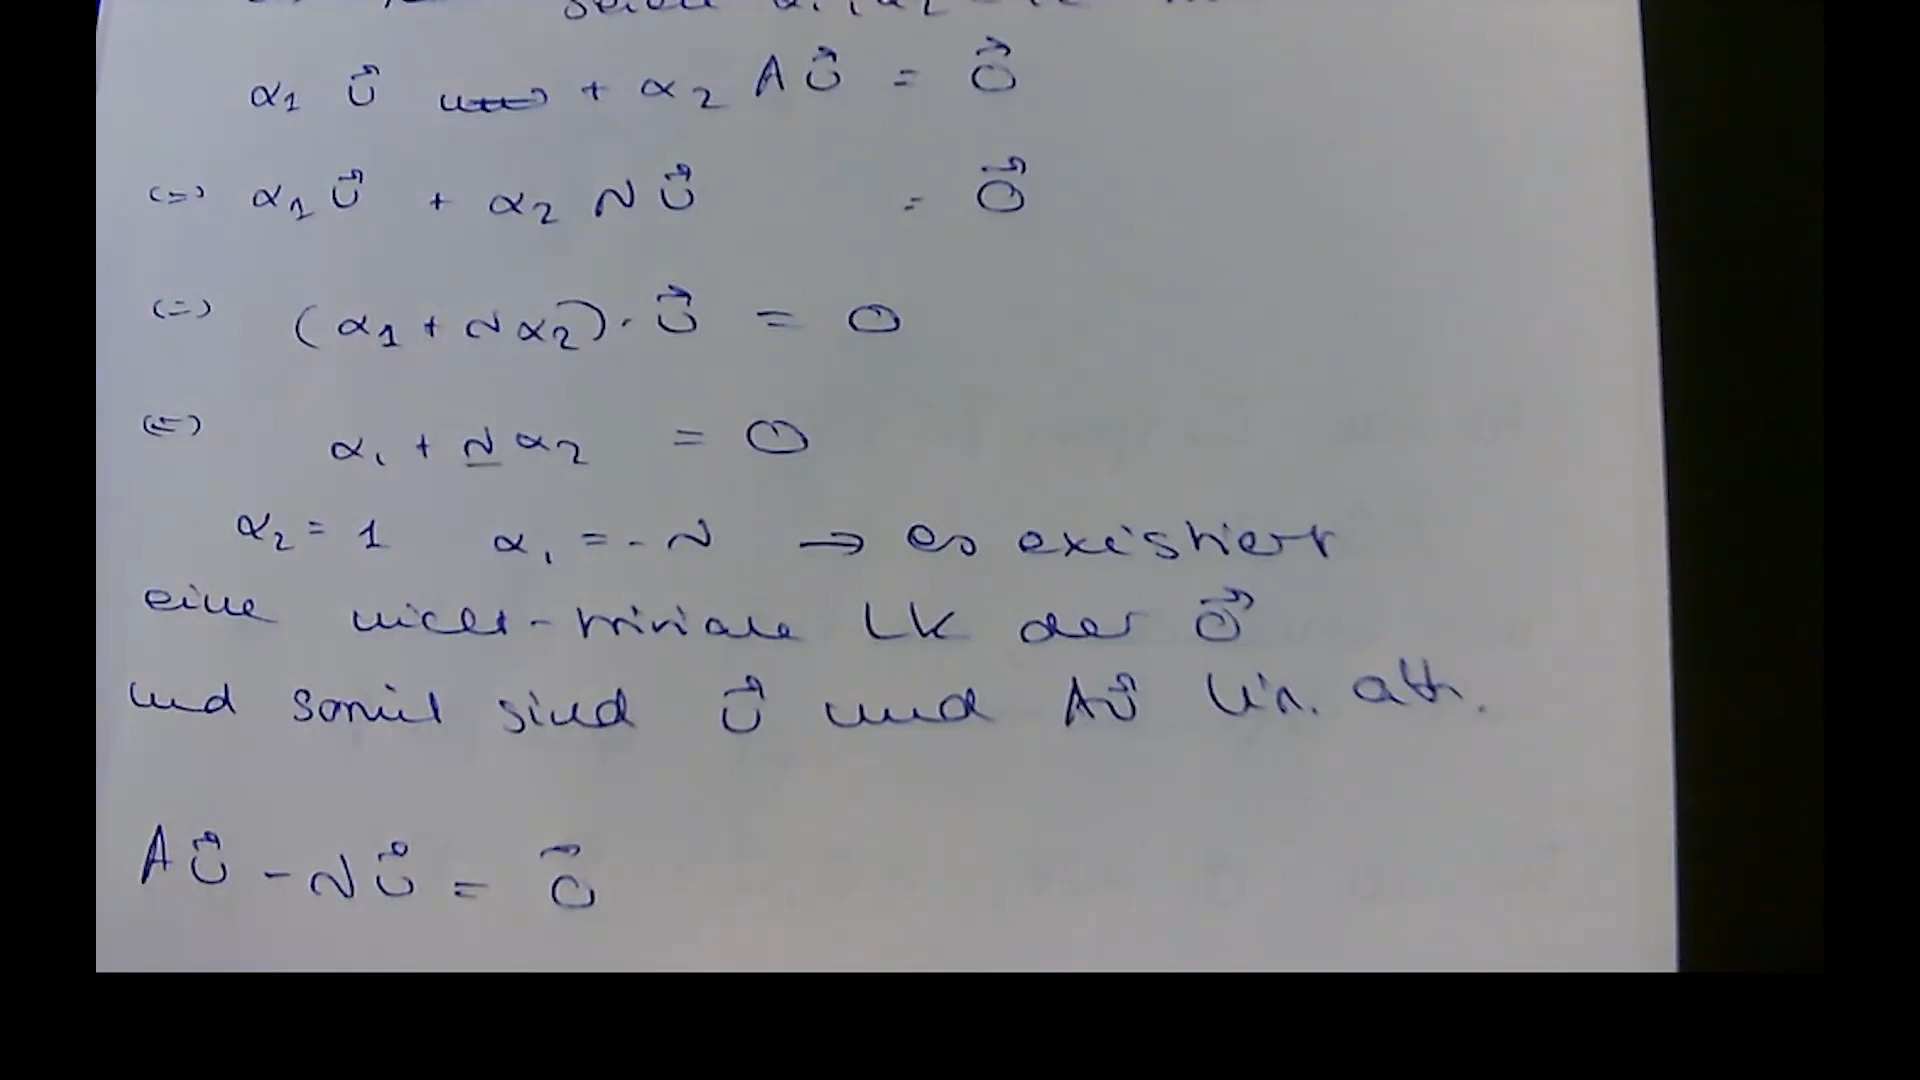 α1 v⃗ + α2 A v⃗ = 0⃗
(=) α1 v⃗ + α2 λ v⃗ = 0⃗
(=) (α1 + λ α2) · v⃗ = 0
(=) α1 + λ α2 = 0
α2 = 1 α1 = - λ → es existiert
eine nicht-triviale LK der 0⃗
und somit sind v⃗ und A v⃗ lin. abh.
A v⃗ - λ v⃗ = 0⃗